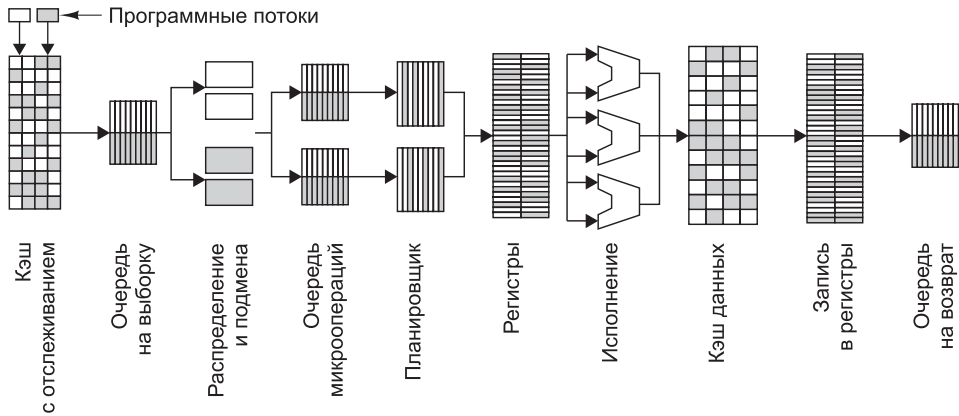 Программные потоки
Кэш
с отслеживанием
Очередь
на выборку
Распределение
и подмена
Очередь
микроопераций
Планировщик
Регистры
Исполнение
Кэш данных
Запись
в регистры
Очередь
на возврат